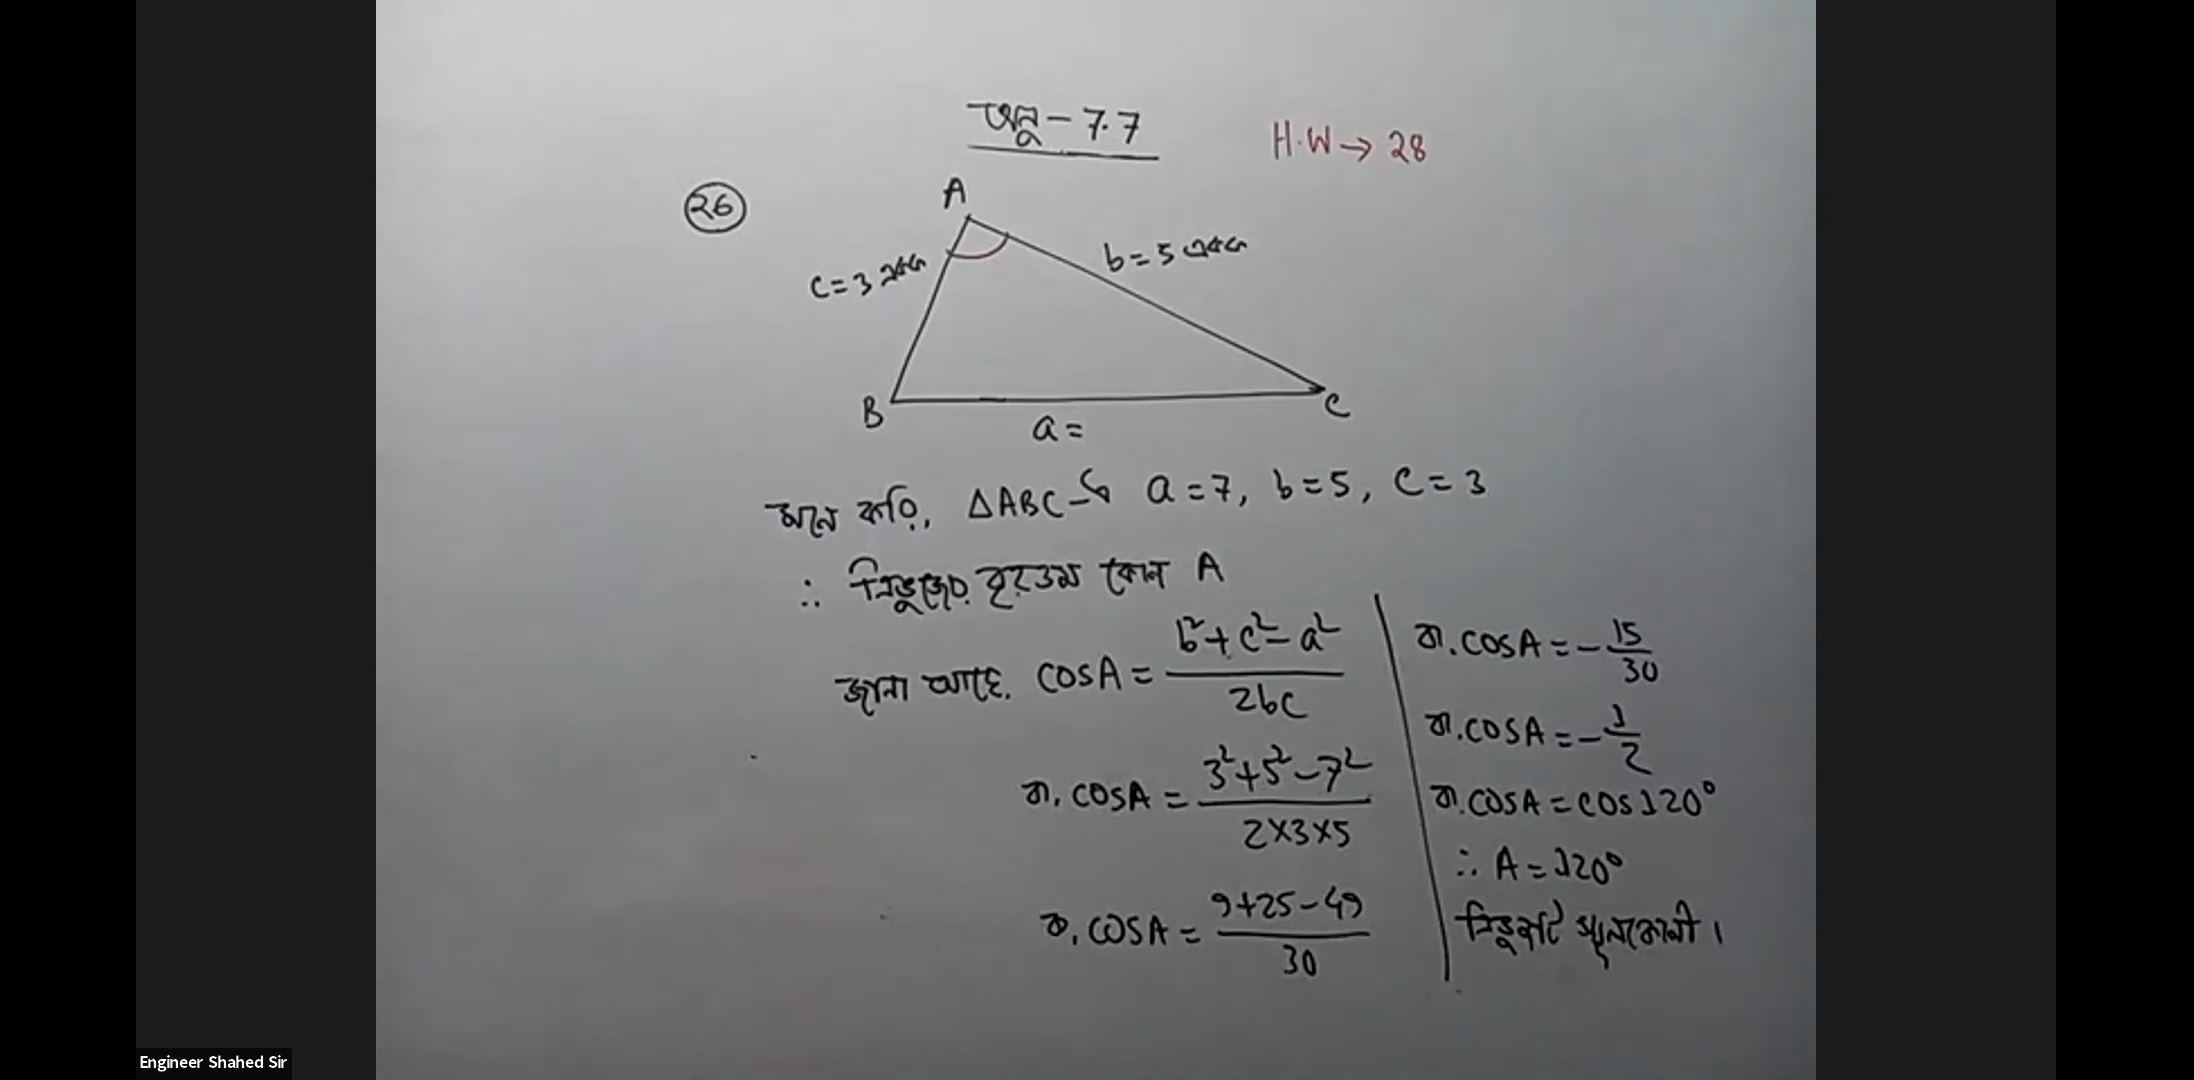 অনু - 7.7
H.W → 28
26
A
c = 3 একক
b = 5 একক
B
C
a =
মনে করি, ΔABC-এ a = 7, b = 5, c = 3
∴ ত্রিভুজের বৃহত্তম কোন A
জানা আছে, cosA = (b² + c² - a²) / 2bc
বা, cosA = (3² + 5² - 7²) / (2×3×5)
বা, cosA = (9 + 25 - 49) / 30
বা, cosA = - 15/30
বা, cosA = - 1/2
বা, cosA = cos120°
∴ A = 120°
ত্রিভুজটি স্থূলকোনী।
Engineer Shahed Sir